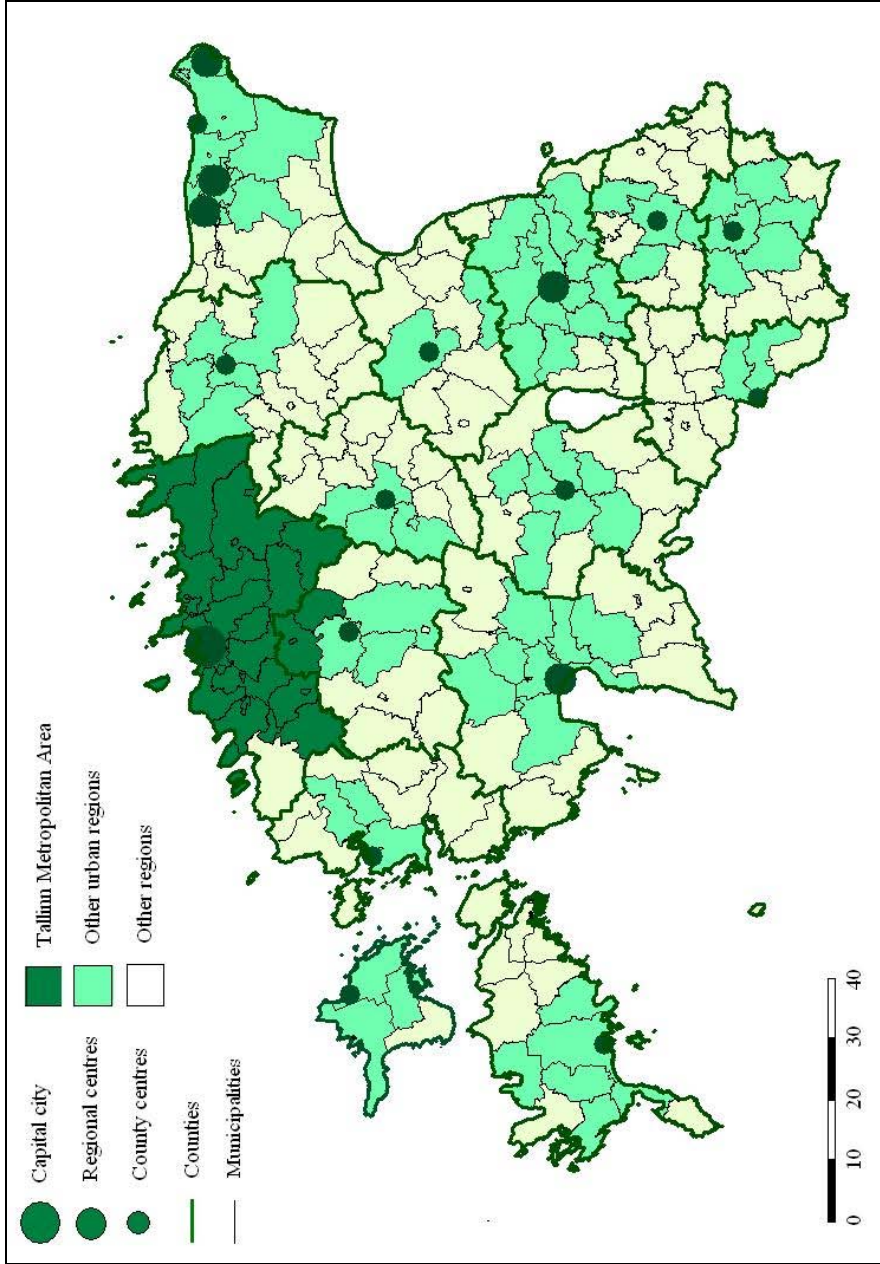 Capital city
Regional centres
County centres
Counties
Municipalities
Tallinn Metropolitan Area
Other urban regions
Other regions
0 10 20 30 40